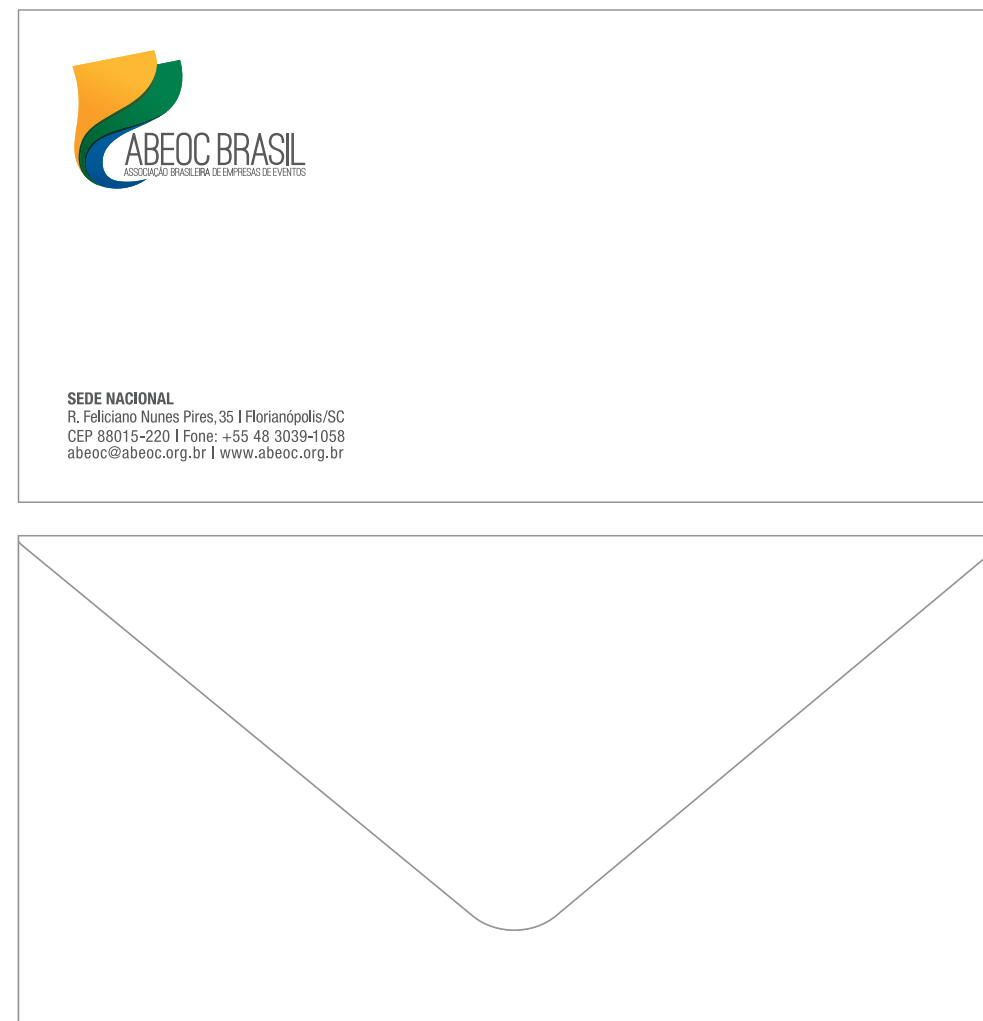 ABEOC BRASIL
ASSOCIAÇÃO BRASILEIRA DE EMPRESAS DE EVENTOS
SEDE NACIONAL
R. Feliciano Nunes Pires, 35 | Florianópolis/SC
CEP 88015-220 | Fone: +55 48 3039-1058
abeoc@abeoc.org.br | www.abeoc.org.br